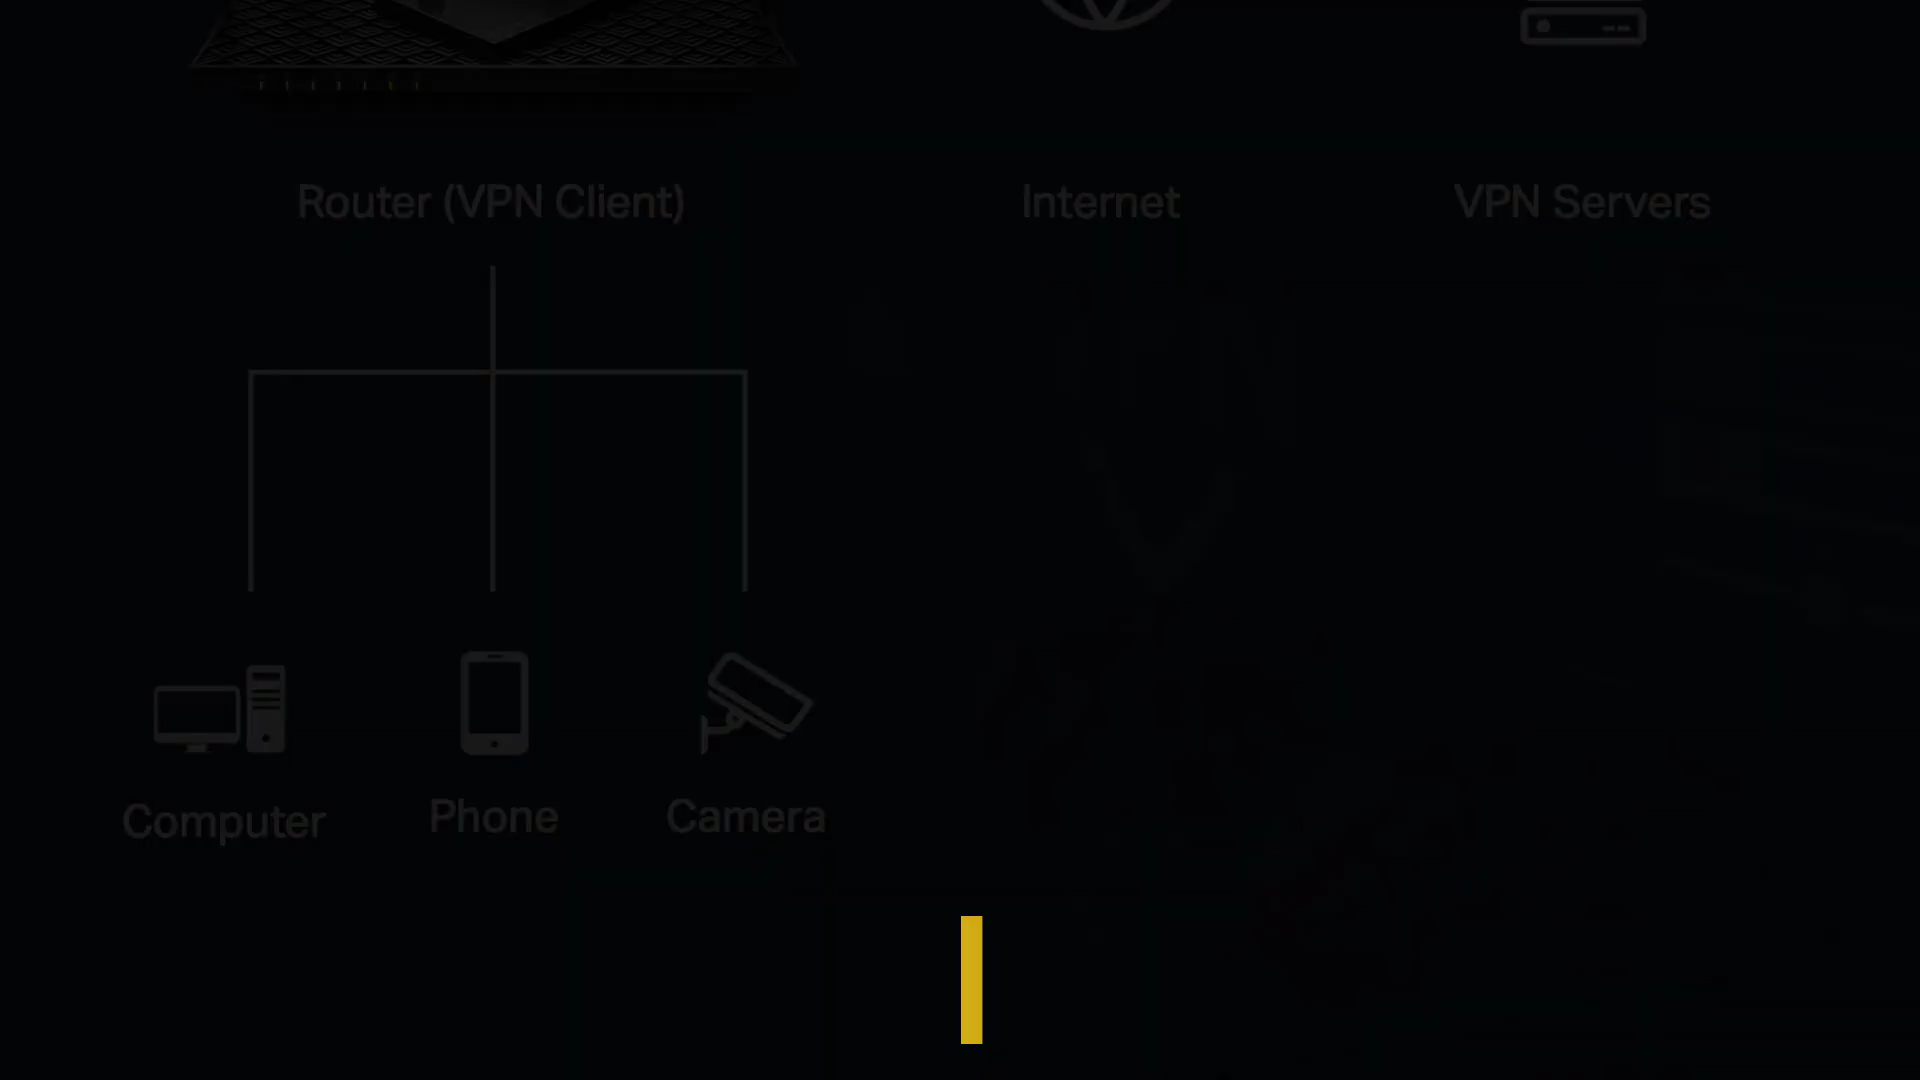 Router (VPN Client)
Internet
VPN Servers
Computer
Phone
Camera